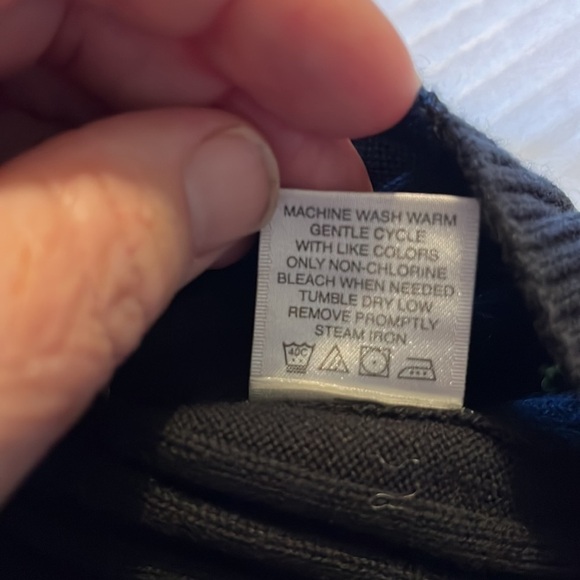 MACHINE WASH WARM
GENTLE CYCLE
WITH LIKE COLORS
ONLY NON-CHLORINE
BLEACH WHEN NEEDED
TUMBLE DRY LOW
REMOVE PROMPTLY
STEAM IRON
40C